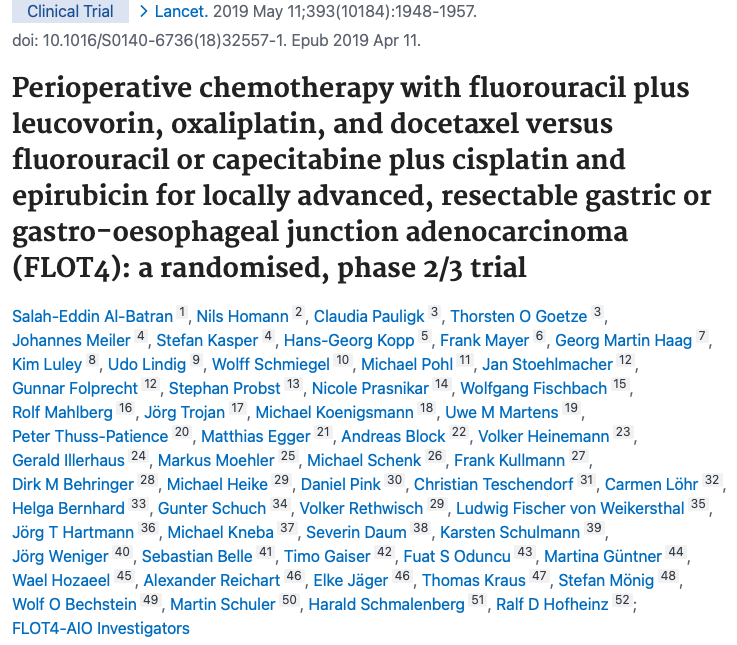 Clinical Trial > Lancet. 2019 May 11;393(10184):1948-1957.
doi: 10.1016/S0140-6736(18)32557-1. Epub 2019 Apr 11.
Perioperative chemotherapy with fluorouracil plus
leucovorin, oxaliplatin, and docetaxel versus
fluorouracil or capecitabine plus cisplatin and
epirubicin for locally advanced, resectable gastric or
gastro-oesophageal junction adenocarcinoma
(FLOT4): a randomised, phase 2/3 trial
Salah-Eddin Al-Batran 1, Nils Homann 2, Claudia Pauligk 3, Thorsten O Goetze 3,
Johannes Meiler 4, Stefan Kasper 4, Hans-Georg Kopp 5, Frank Mayer 6, Georg Martin Haag 7,
Kim Luley 8, Udo Lindig 9, Wolff Schmiegel 10, Michael Pohl 11, Jan Stoehlmacher 12,
Gunnar Folprecht 12, Stephan Probst 13, Nicole Prasnikar 14, Wolfgang Fischbach 15,
Rolf Mahlberg 16, Jörg Trojan 17, Michael Koenigsmann 18, Uwe M Martens 19,
Peter Thuss-Patience 20, Matthias Egger 21, Andreas Block 22, Volker Heinemann 23,
Gerald Illerhaus 24, Markus Moehler 25, Michael Schenk 26, Frank Kullmann 27,
Dirk M Behringer 28, Michael Heike 29, Daniel Pink 30, Christian Teschendorf 31, Carmen Löhr 32,
Helga Bernhard 33, Gunter Schuch 34, Volker Rethwisch 29, Ludwig Fischer von Weikersthal 35,
Jörg T Hartmann 36, Michael Kneba 37, Severin Daum 38, Karsten Schulmann 39,
Jörg Weniger 40, Sebastian Belle 41, Timo Gaiser 42, Fuat S Oduncu 43, Martina Güntner 44,
Wael Hozaeel 45, Alexander Reichart 46, Elke Jäger 46, Thomas Kraus 47, Stefan Mönig 48,
Wolf O Bechstein 49, Martin Schuler 50, Harald Schmalenberg 51, Ralf D Hofheinz 52;
FLOT4-AIO Investigators